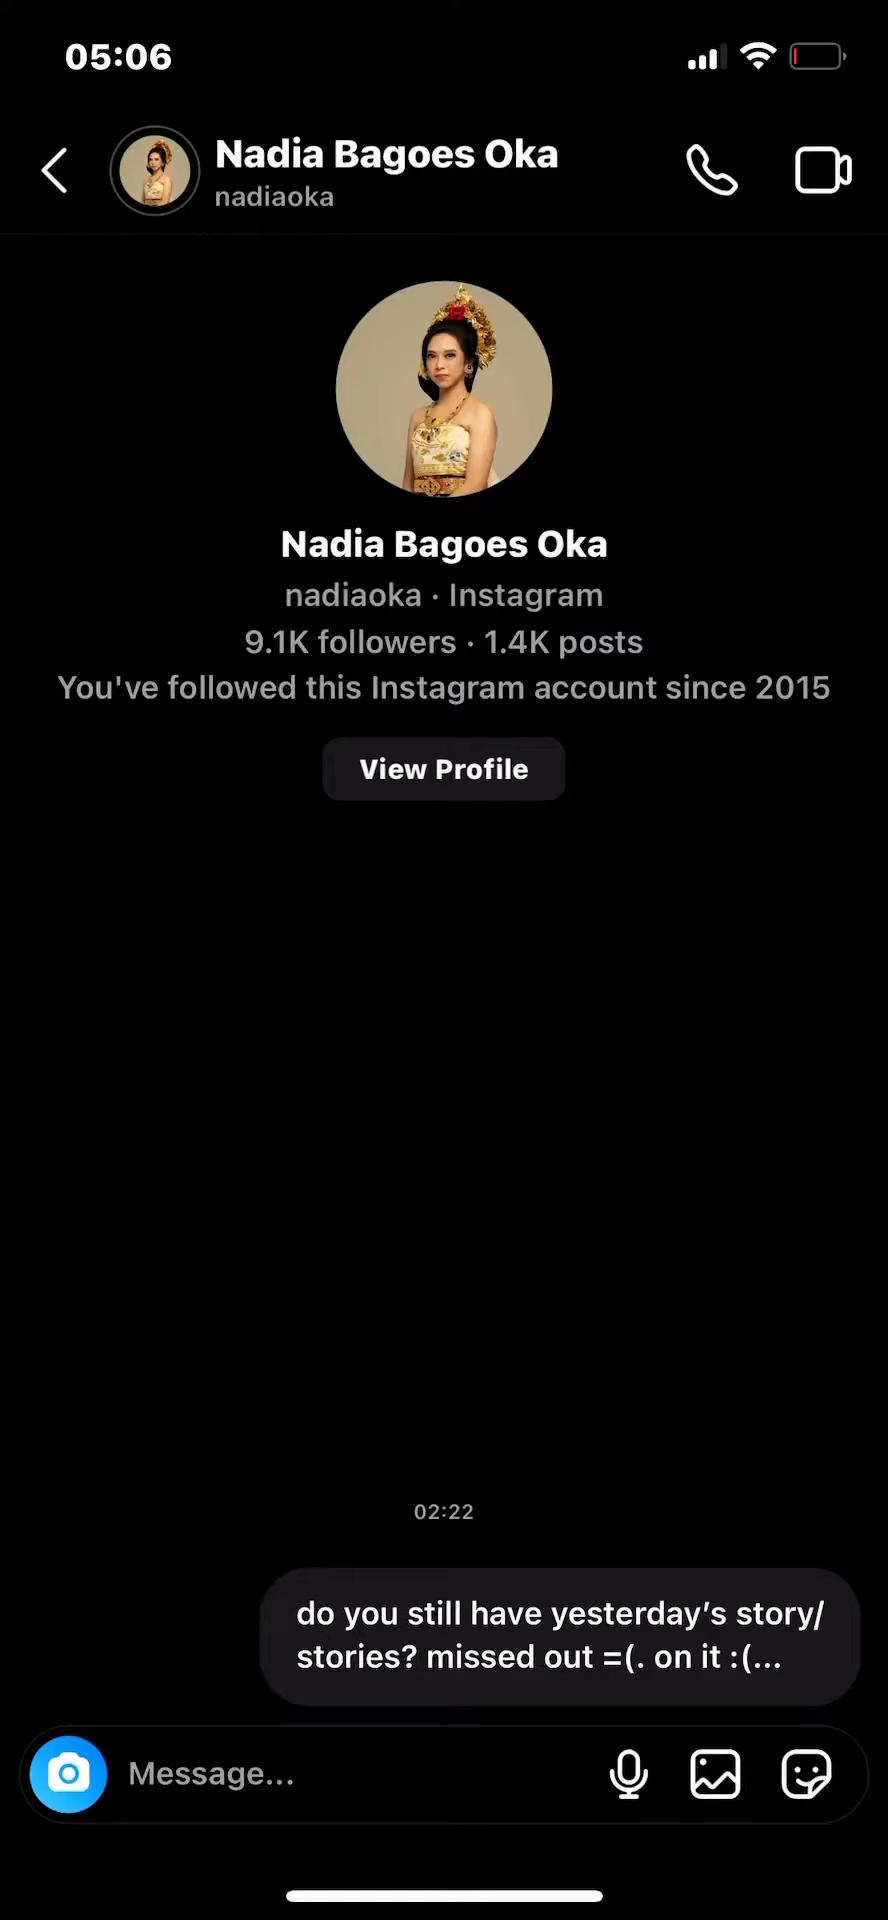 05:06
Nadia Bagoes Oka
nadiaoka
Nadia Bagoes Oka
nadiaoka · Instagram
9.1K followers · 1.4K posts
You've followed this Instagram account since 2015
View Profile
02:22
do you still have yesterday’s story/
stories? missed out =(. on it :(...
Message...